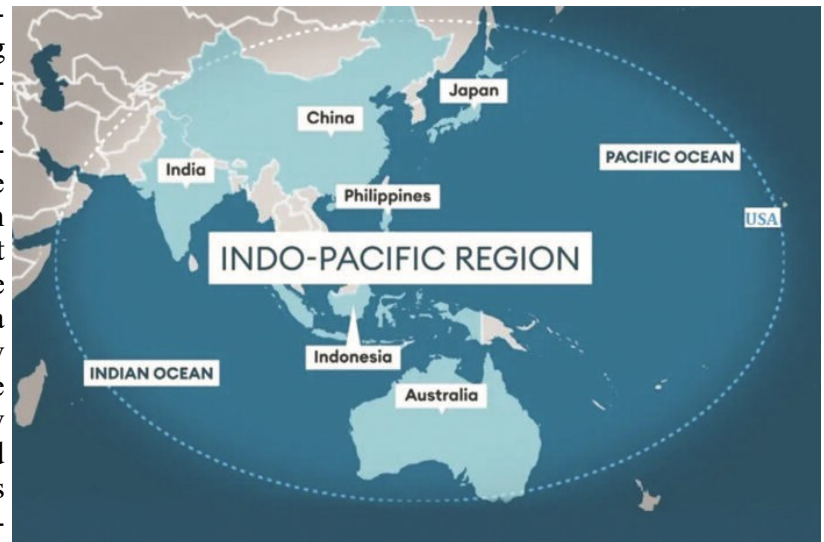 Japan
China
PACIFIC OCEAN
India
Philippines
USA
INDO-PACIFIC REGION
Indonesia
INDIAN OCEAN
Australia